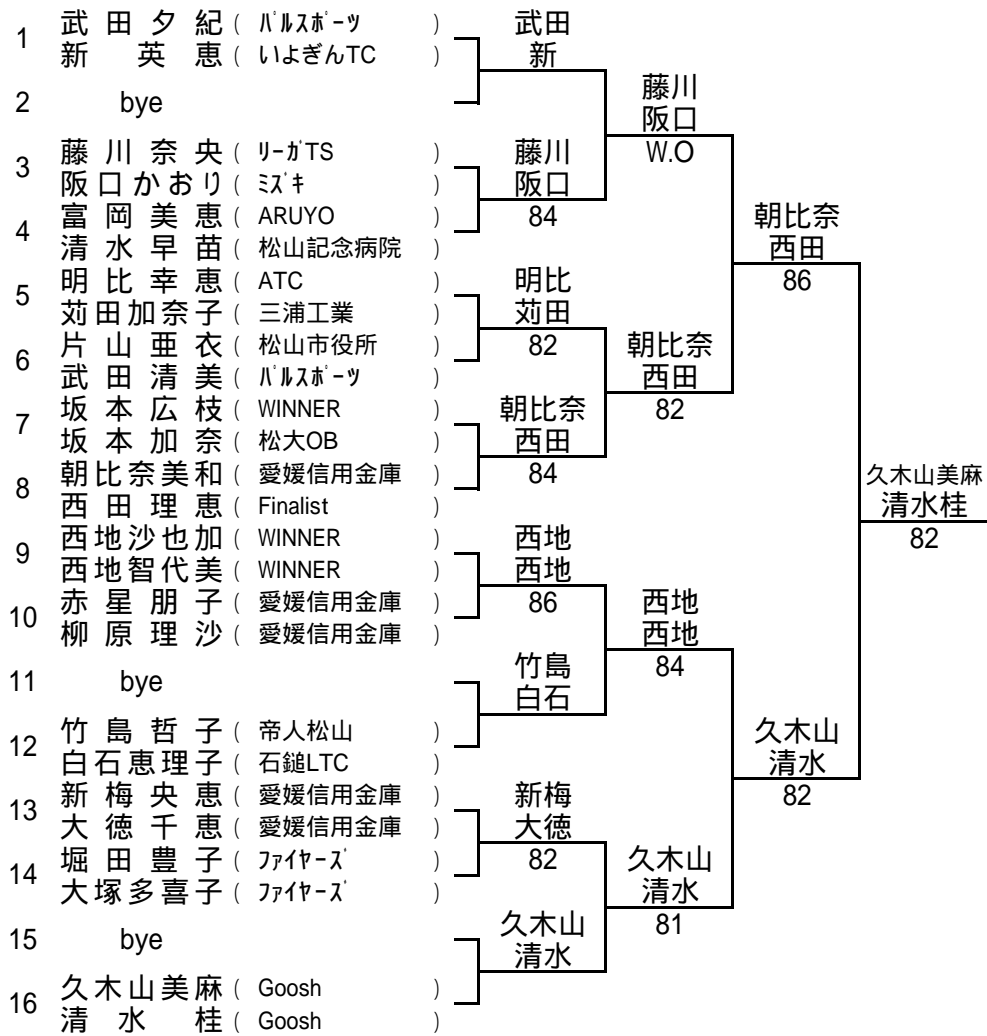 1 武田夕紀 ( パルスポーツ )
新英恵 ( いよぎんTC )
2 bye
3 藤川奈央 ( リーガTS )
阪口かおり ( ミズキ )
4 富岡美恵 ( ARUYO )
清水早苗 ( 松山記念病院 )
5 明比幸恵 ( ATC )
苅田加奈子 ( 三浦工業 )
6 片山亜衣 ( 松山市役所 )
武田清美 ( パルスポーツ )
7 坂本広枝 ( WINNER )
坂本加奈 ( 松大OB )
8 朝比奈美和 ( 愛媛信用金庫 )
西田理恵 ( Finalist )
9 西地沙也加 ( WINNER )
西地智代美 ( WINNER )
10 赤星朋子 ( 愛媛信用金庫 )
柳原理沙 ( 愛媛信用金庫 )
11 bye
12 竹島哲子 ( 帝人松山 )
白石恵理子 ( 石鎚LTC )
13 新梅央恵 ( 愛媛信用金庫 )
大徳千恵 ( 愛媛信用金庫 )
14 堀田豊子 ( ファイヤーズ )
大塚多喜子 ( ファイヤーズ )
15 bye
16 久木山美麻 ( Goosh )
清水桂 ( Goosh )
武田
新
藤川
阪口
84
明比
苅田
82
朝比奈
西田
84
西地
西地
86
竹島
白石
新梅
大徳
82
久木山
清水
藤川
阪口
W.O
朝比奈
西田
82
西地
西地
84
久木山
清水
81
朝比奈
西田
86
久木山
清水
82
久木山美麻
清水桂
82